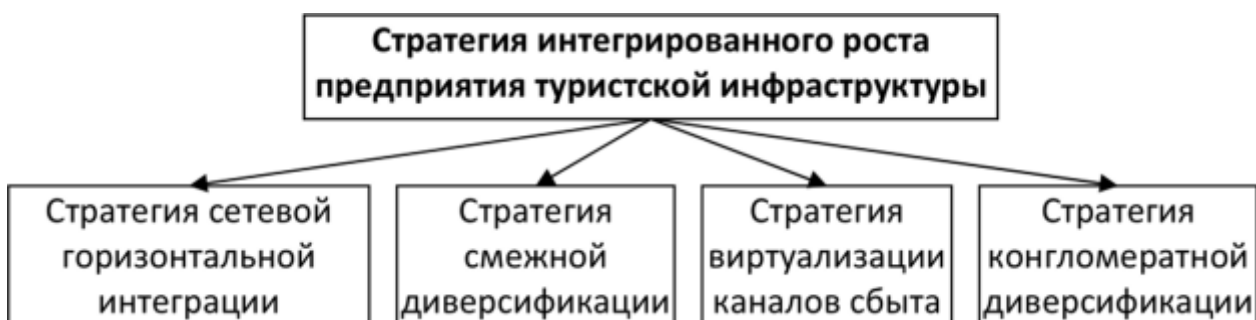 Стратегия интегрированного роста
предприятия туристской инфраструктуры
Стратегия сетевой
горизонтальной
интеграции
Стратегия
смежной
диверсификации
Стратегия
виртуализации
каналов сбыта
Стратегия
конгломератной
диверсификации